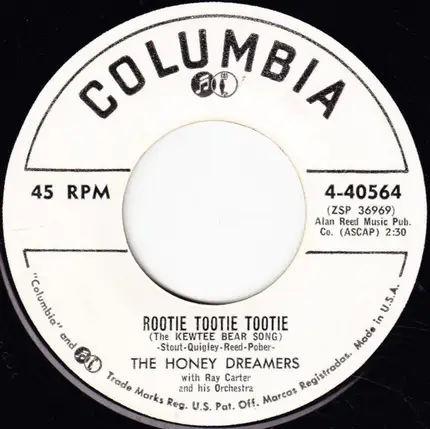 COLUMBIA
45 RPM
4-40564
(ZSP 36969)
Alan Reed Music Pub.
Co. (ASCAP) 2:30
ROOTIE TOOTIE TOOTIE
(The KEWTEE BEAR SONG)
-Stout-Quigley-Reed-Pober-
THE HONEY DREAMERS
with Ray Carter
and his Orchestra
"Columbia" and Trade Marks Reg. U.S. Pat. Off. Marcas Registradas. Made in U.S.A.